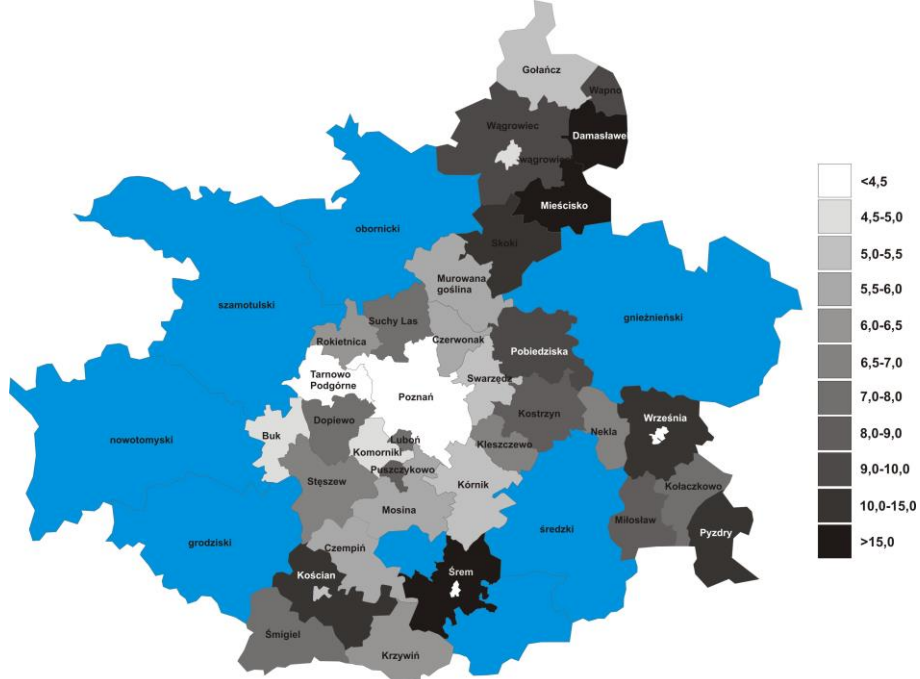 Gołańcz
Wapno
Wągrowiec
Damasławek
wągrowiec
Mieścisko
obornicki
Skoki
Murowana
goślina
szamotulski
gnieźnieński
Suchy Las
Rokietnica
Czerwonak
Pobiedziska
Swarzędz
Tarnowo
Podgórne
Poznań
Kostrzyn
Września
Dopiewo
Nekla
Buk
Luboń
Kleszczewo
nowotomyski
Komorniki
Puszczykowo
Stęszew
Kórnik
Kołaczkowo
Mosina
Miłosław
średzki
Pyzdry
grodziski
Czempiń
Kościan
Śrem
Śmigiel
Krzywiń
<4,5
4,5-5,0
5,0-5,5
5,5-6,0
6,0-6,5
6,5-7,0
7,0-8,0
8,0-9,0
9,0-10,0
10,0-15,0
>15,0